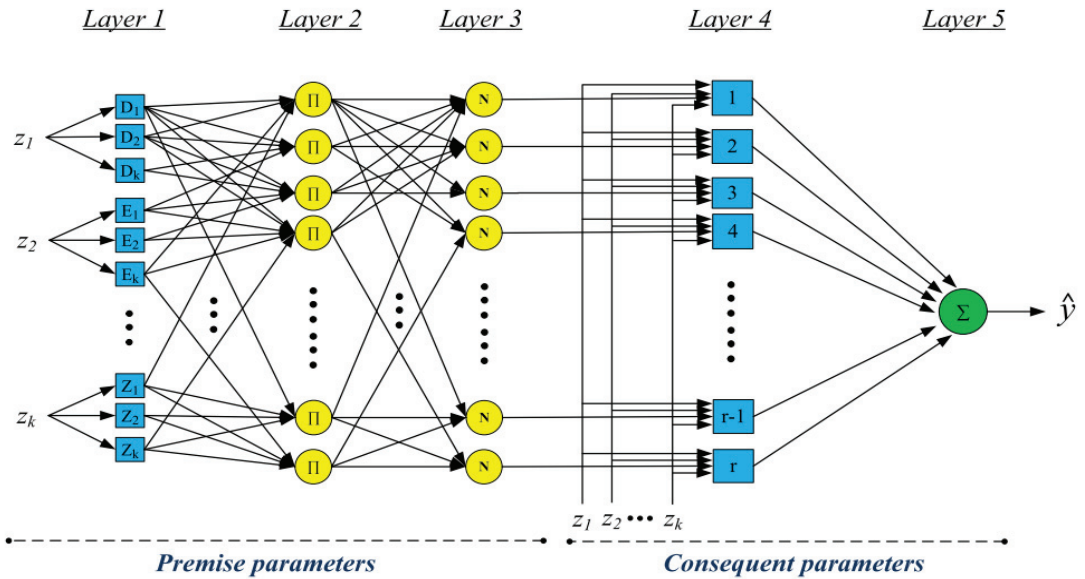 Layer 1 Layer 2 Layer 3 Layer 4 Layer 5
D1 ∏ N 1
z1 D2 ∏ N 2
Dk ∏ N 3
E1 ∏ N 4
z2 E2
Ek
Σ ŷ
Z1
zk Z2 ∏ N r-1
Zk ∏ N r
z1 z2 ••• zk
Premise parameters Consequent parameters